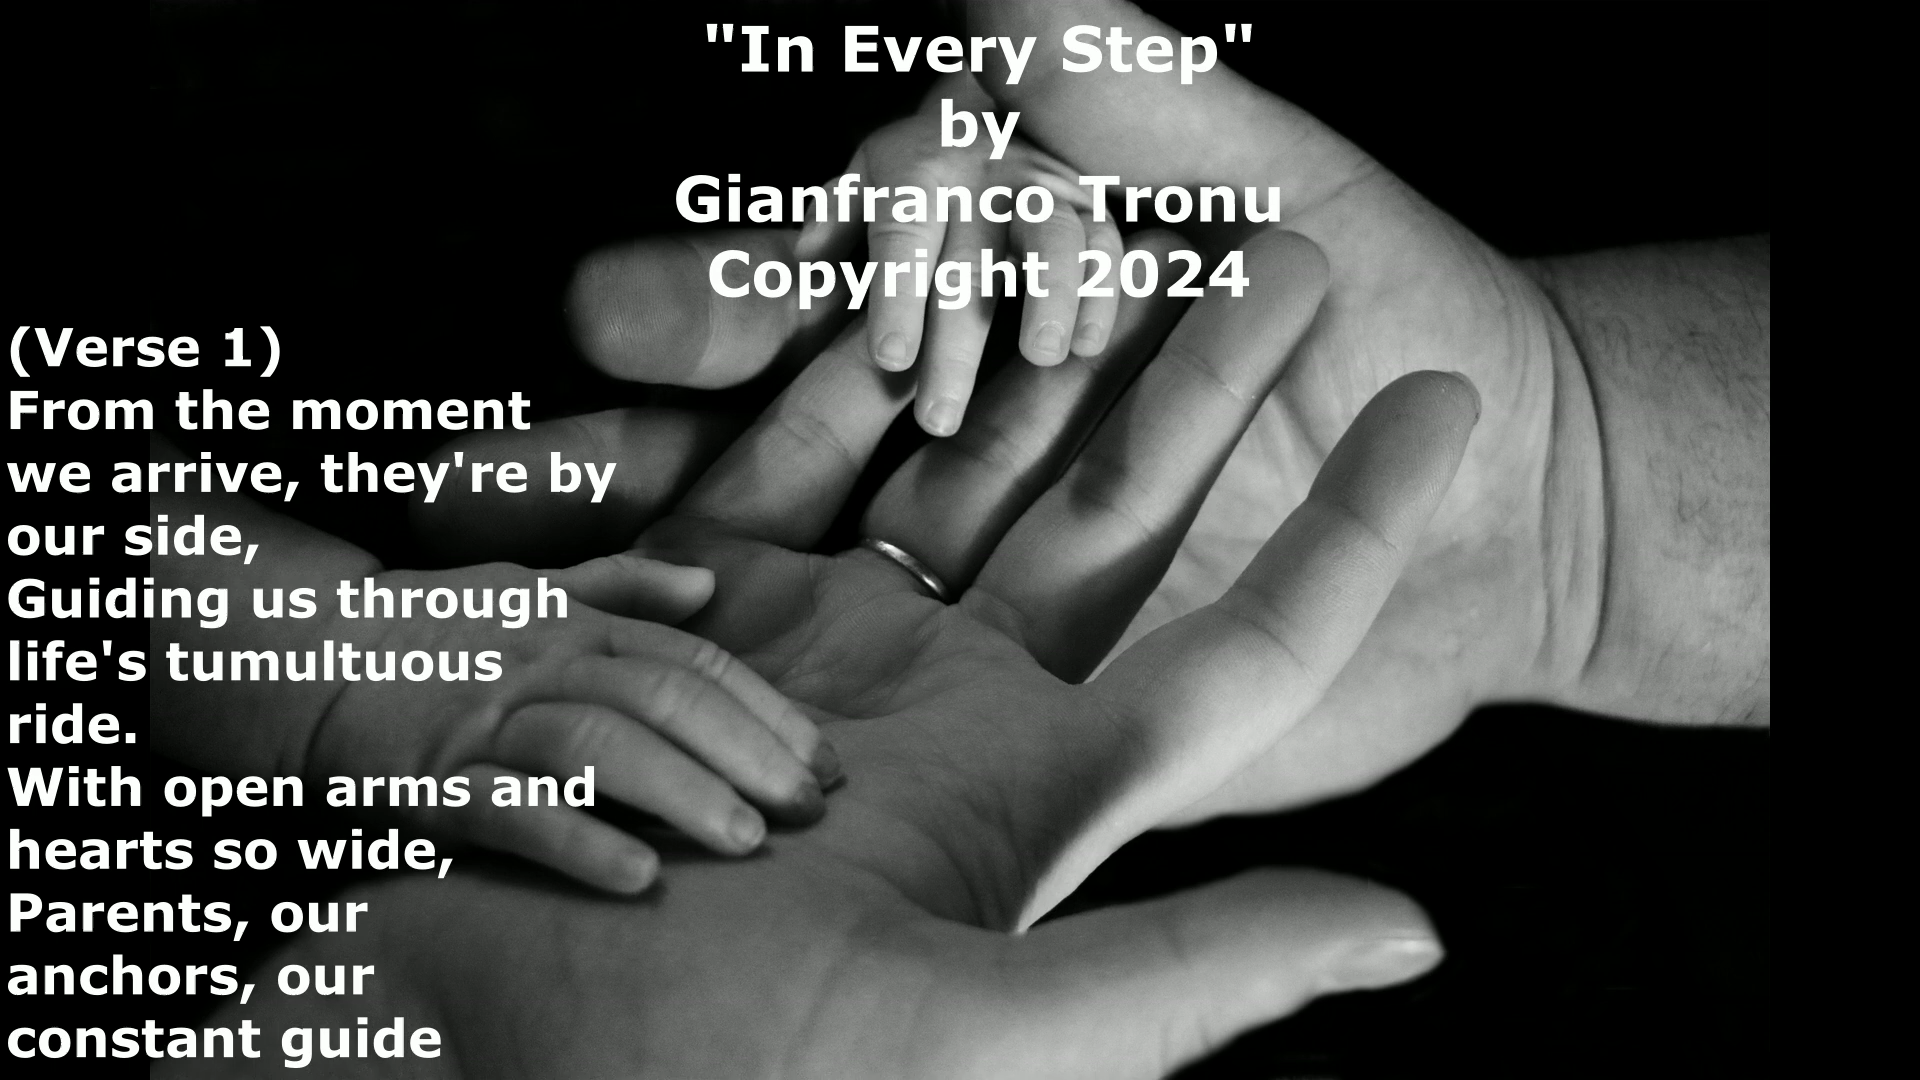 "In Every Step"
by
Gianfranco Tronu
Copyright 2024
(Verse 1)
From the moment
we arrive, they're by
our side,
Guiding us through
life's tumultuous
ride.
With open arms and
hearts so wide,
Parents, our
anchors, our
constant guide